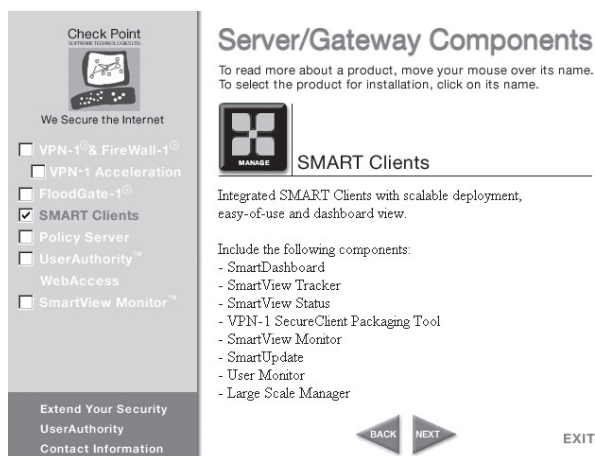 Check Point
SOFTWARE TECHNOLOGIES LTD.
We Secure the Internet
VPN-1® & FireWall-1®
VPN-1 Acceleration
FloodGate-1®
SMART Clients
Policy Server
UserAuthority™
WebAccess
SmartView Monitor™
Extend Your Security
UserAuthority
Contact Information
Server/Gateway Components
To read more about a product, move your mouse over its name.
To select the product for installation, click on its name.
MANAGE
SMART Clients
Integrated SMART Clients with scalable deployment,
easy-of-use and dashboard view.
Include the following components:
- SmartDashboard
- SmartView Tracker
- SmartView Status
- VPN-1 SecureClient Packaging Tool
- SmartView Monitor
- SmartUpdate
- User Monitor
- Large Scale Manager
BACK
NEXT
EXIT